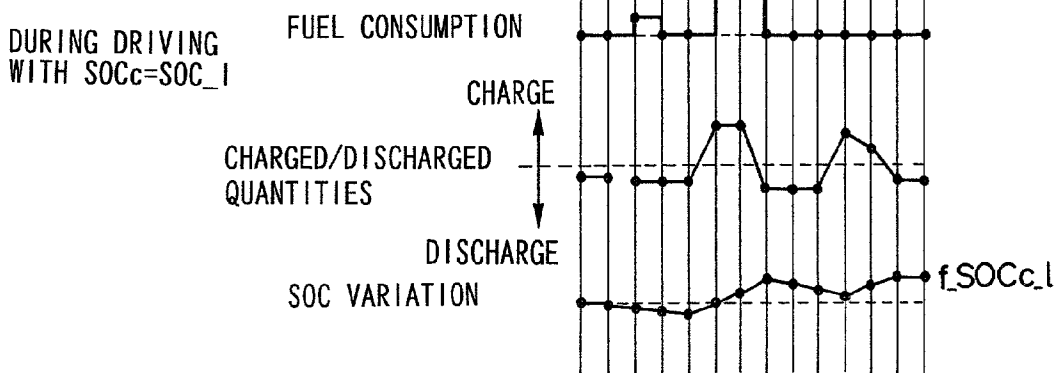 FUEL CONSUMPTION
DURING DRIVING
WITH SOCc=SOC_l
CHARGE
CHARGED/DISCHARGED
QUANTITIES
DISCHARGE
SOC VARIATION
f_SOCc_l